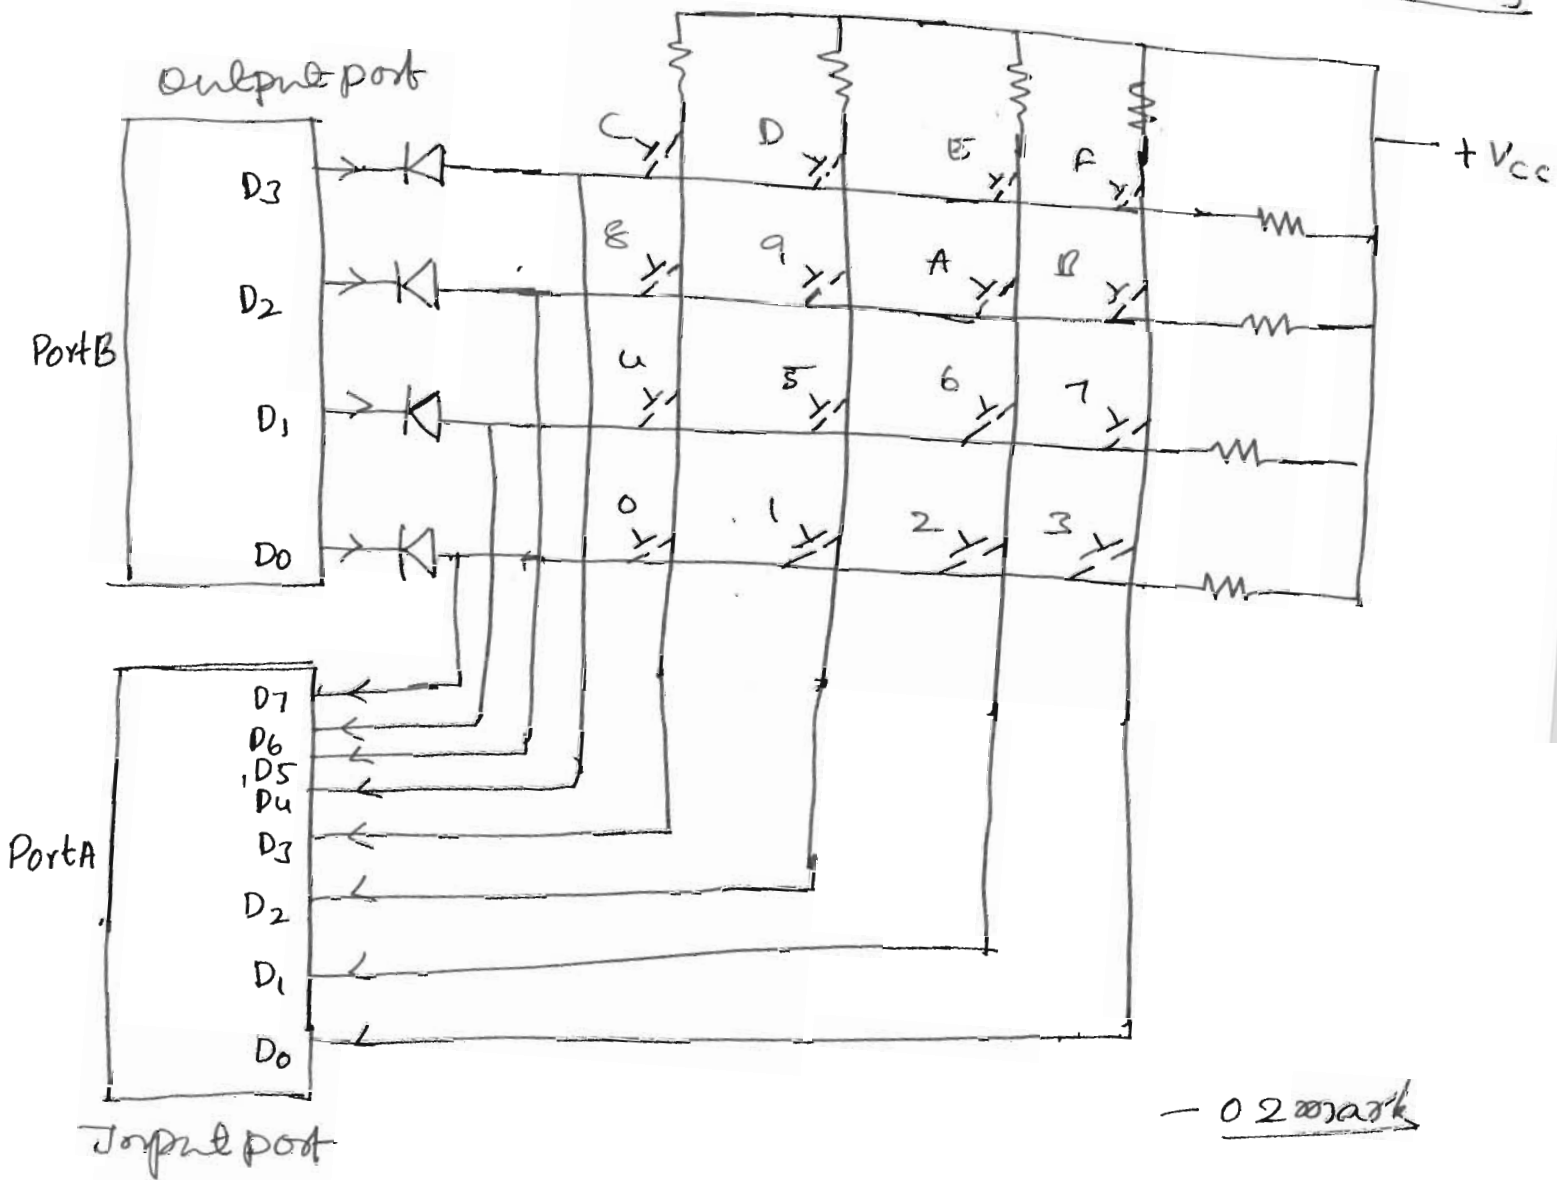 Output port
C D E F
+ Vcc
D3
8 9 A B
D2
PortB
4 5 6 7
D1
0 1 2 3
D0
D7
D6
D5
D4
PortA
D3
D2
D1
D0
Input port
- 02 mark